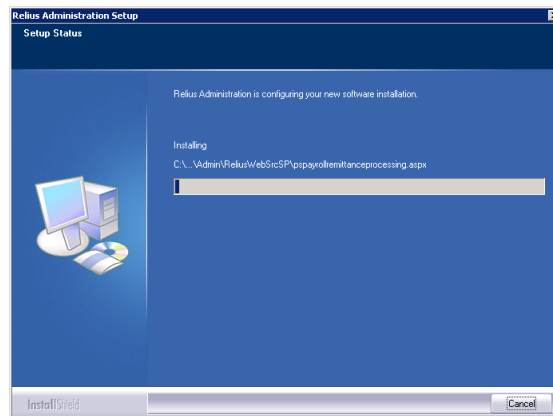 Relius Administration Setup
Setup Status
Relius Administration is configuring your new software installation.
Installing
C:\...\Admin\ReliusWebSrcSP\pspayrollremittanceprocessing.aspx
InstallShield
Cancel